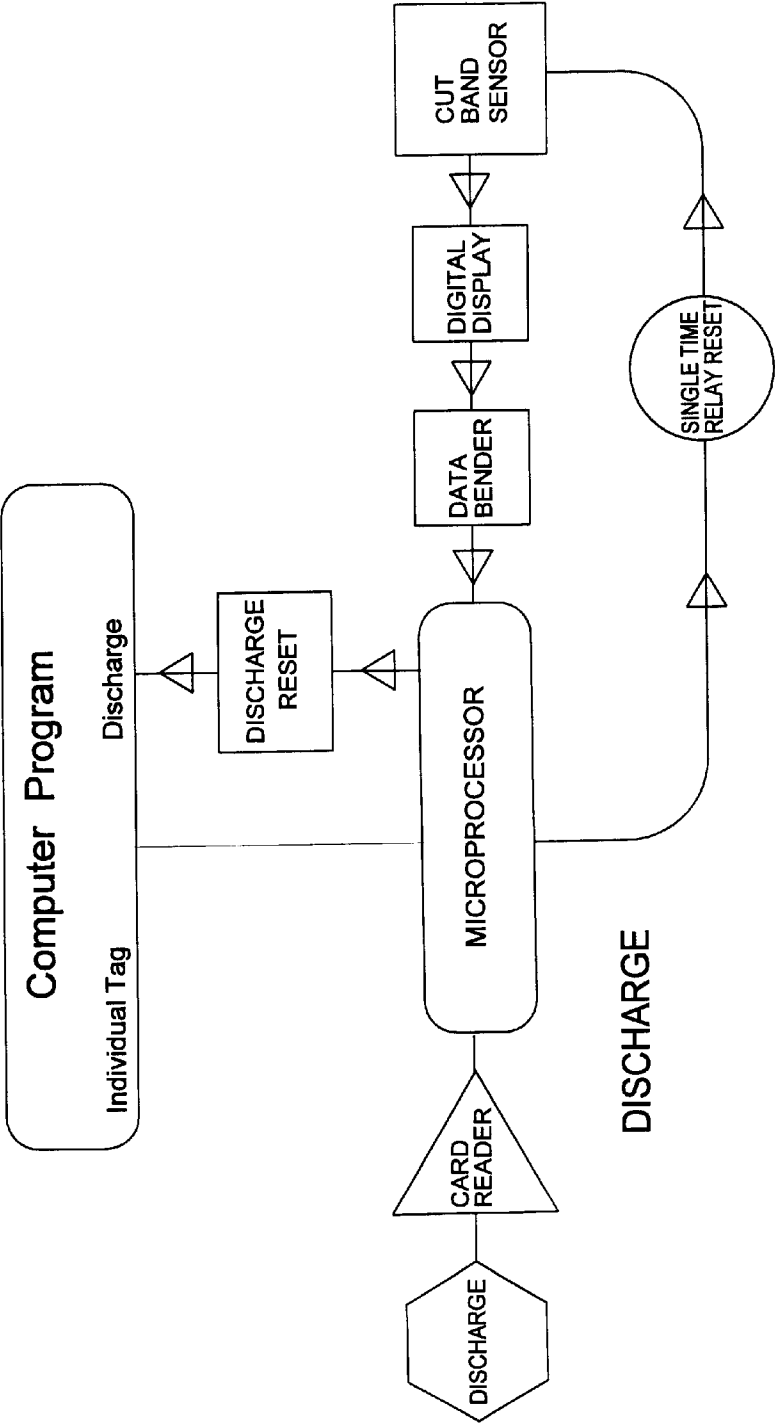 Computer Program
Individual Tag
Discharge
DISCHARGE
RESET
DISCHARGE
CARD
READER
MICROPROCESSOR
DATA
BENDER
DIGITAL
DISPLAY
CUT
BAND
SENSOR
SINGLE TIME
RELAY RESET
DISCHARGE